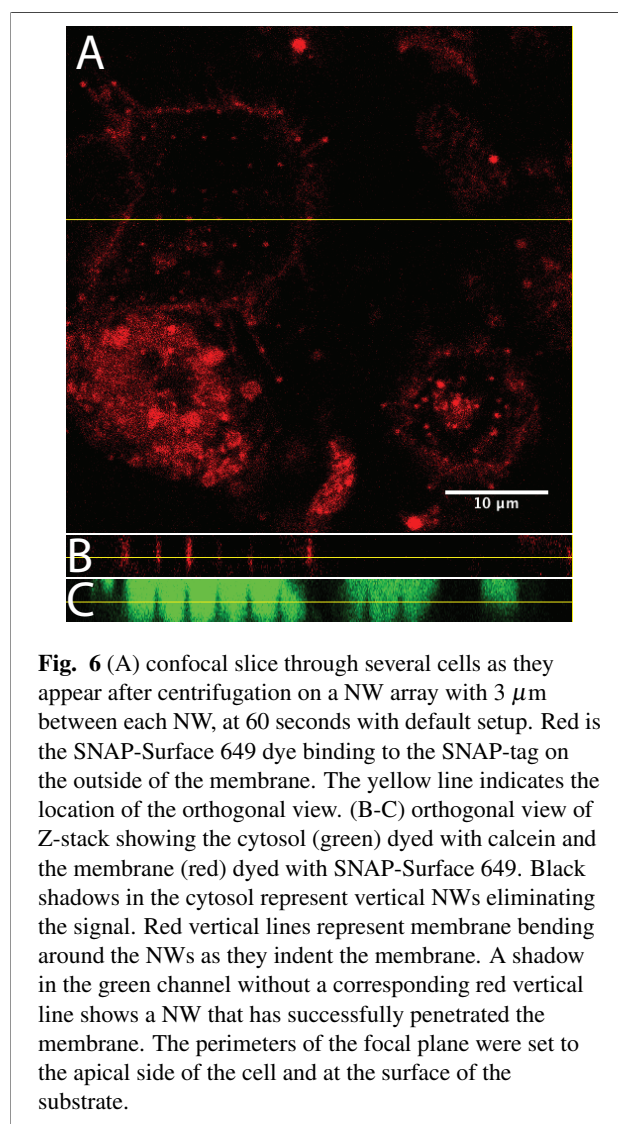 A
10 μm
B
C
Fig. 6 (A) confocal slice through several cells as they
appear after centrifugation on a NW array with 3 μm
between each NW, at 60 seconds with default setup. Red is
the SNAP-Surface 649 dye binding to the SNAP-tag on
the outside of the membrane. The yellow line indicates the
location of the orthogonal view. (B-C) orthogonal view of
Z-stack showing the cytosol (green) dyed with calcein and
the membrane (red) dyed with SNAP-Surface 649. Black
shadows in the cytosol represent vertical NWs eliminating
the signal. Red vertical lines represent membrane bending
around the NWs as they indent the membrane. A shadow
in the green channel without a corresponding red vertical
line shows a NW that has successfully penetrated the
membrane. The perimeters of the focal plane were set to
the apical side of the cell and at the surface of the
substrate.